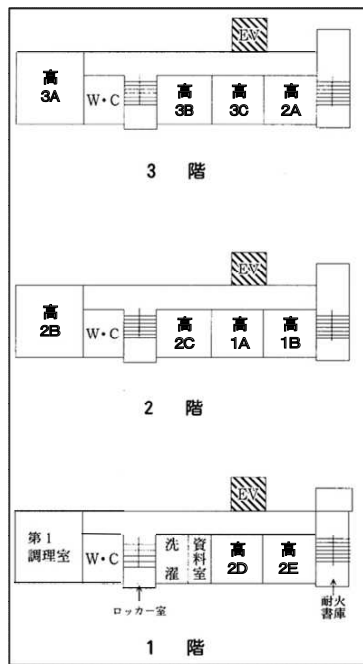 EV
高
3A
W・C
高
3B
高
3C
高
2A
3 階
EV
高
2B
W・C
高
2C
高
1A
高
1B
2 階
EV
第1
調理室
W・C
洗濯
資料室
高
2D
高
2E
ロッカー室
耐火書庫
1 階